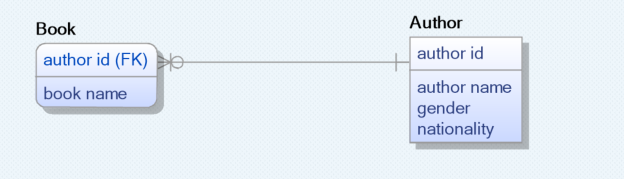 Book
author id (FK)
book name
Author
author id
author name
gender
nationality